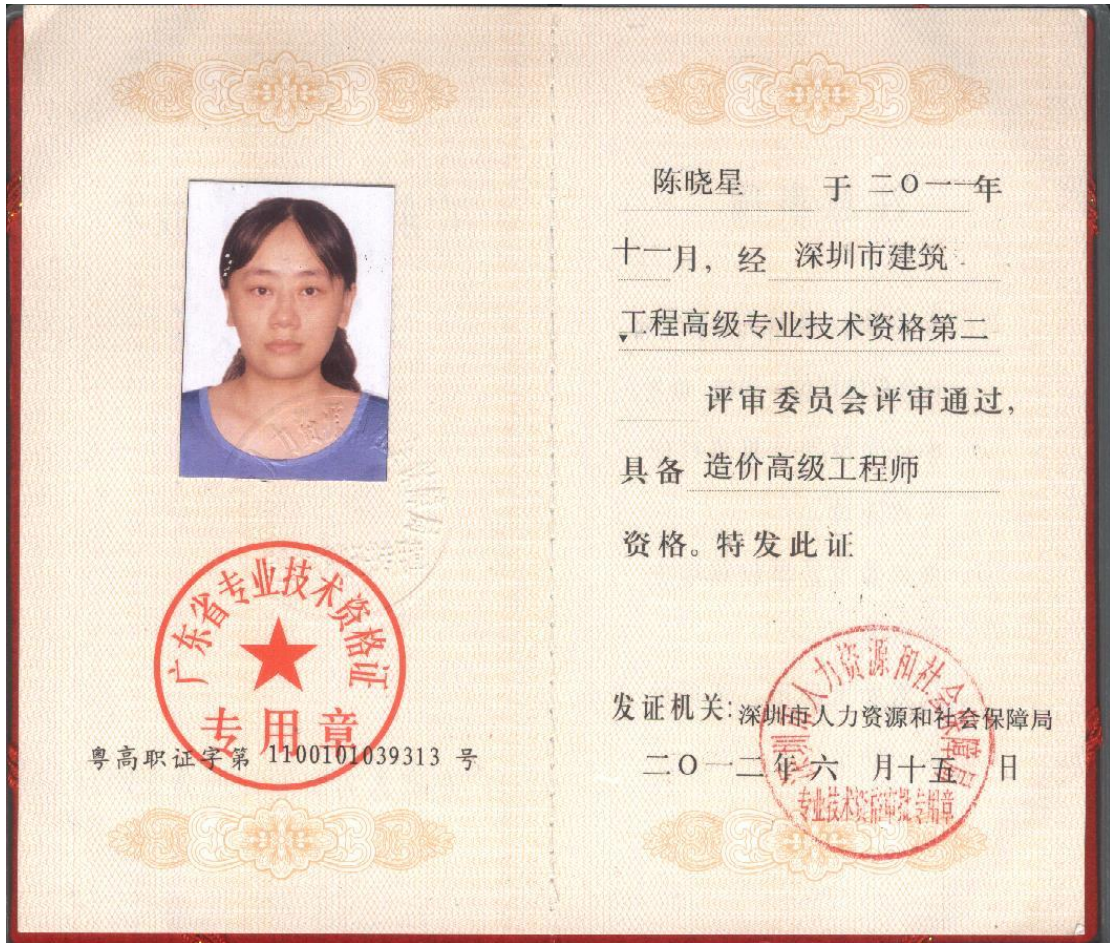 广东省专业技术资格证
专用章
粤高职证字第 1100101039313 号
陈晓星 于 二〇一一年
十一月，经 深圳市建筑
工程高级专业技术资格第二
评审委员会评审通过，
具备 造价高级工程师
资格。特发此证
发证机关：深圳市人力资源和社会保障局
二〇一二年六 月十五 日
深圳市人力资源和社会保障局
专业技术资格审批专用章